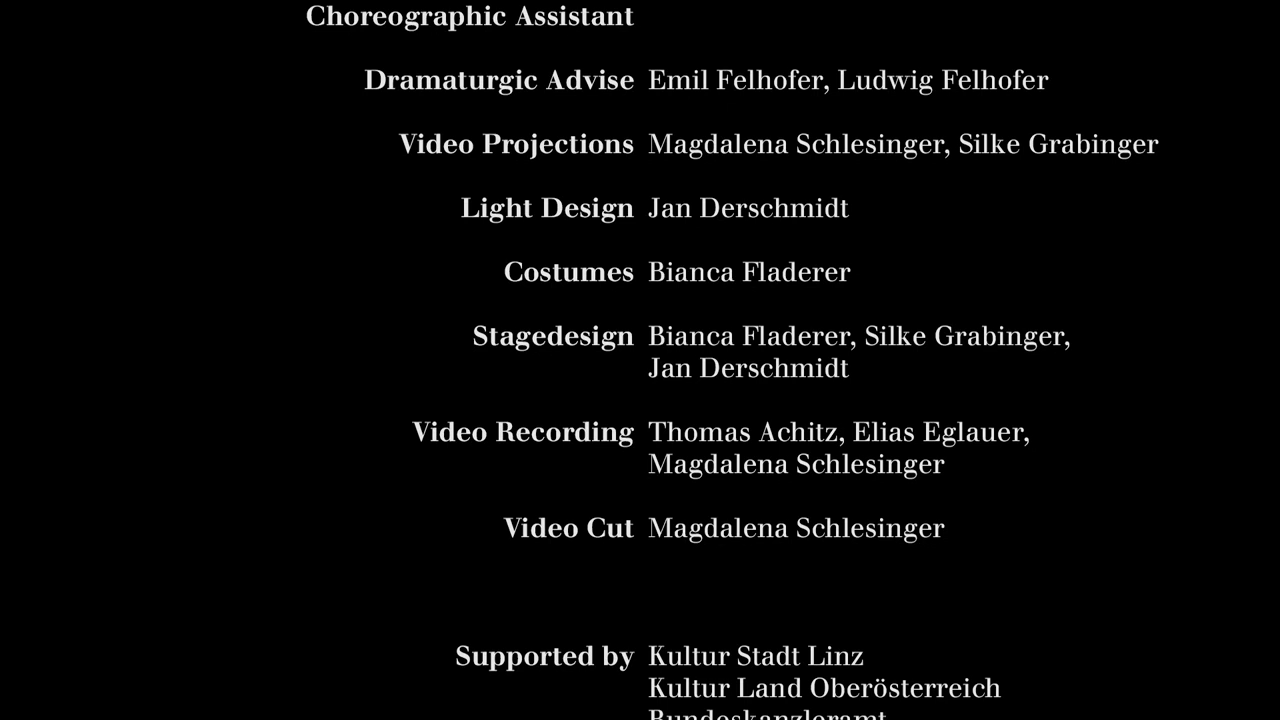 Choreographic Assistant
Dramaturgic Advise Emil Felhofer, Ludwig Felhofer
Video Projections Magdalena Schlesinger, Silke Grabinger
Light Design Jan Derschmidt
Costumes Bianca Fladerer
Stagedesign Bianca Fladerer, Silke Grabinger,
Jan Derschmidt
Video Recording Thomas Achitz, Elias Eglauer,
Magdalena Schlesinger
Video Cut Magdalena Schlesinger
Supported by Kultur Stadt Linz
Kultur Land Oberösterreich
Bundeskanzleramt